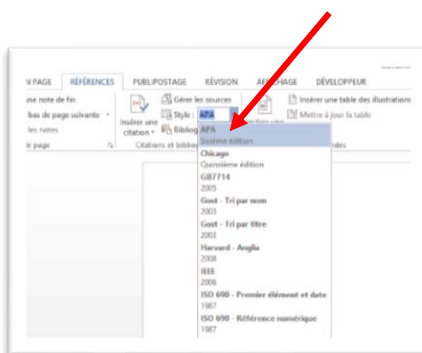 N PAGE RÉFÉRENCES PUBLIPOSTAGE RÉVISION AFFICHAGE DÉVELOPPEUR
une note de fin
bas de page suivante
les notes
de page
Insérer une citation
Gérer les sources
Style : APA
Bibliog
Citations et bibliog
Insérer une table des illustrations
Mettre à jour la table
APA
Sixième édition
Chicago
Quinzième édition
GB7714
2005
Gost - Tri par nom
2003
Gost - Tri par titre
2003
Harvard - Anglia
2008
IEEE
2006
ISO 690 - Premier élément et date
1987
ISO 690 - Référence numérique
1987